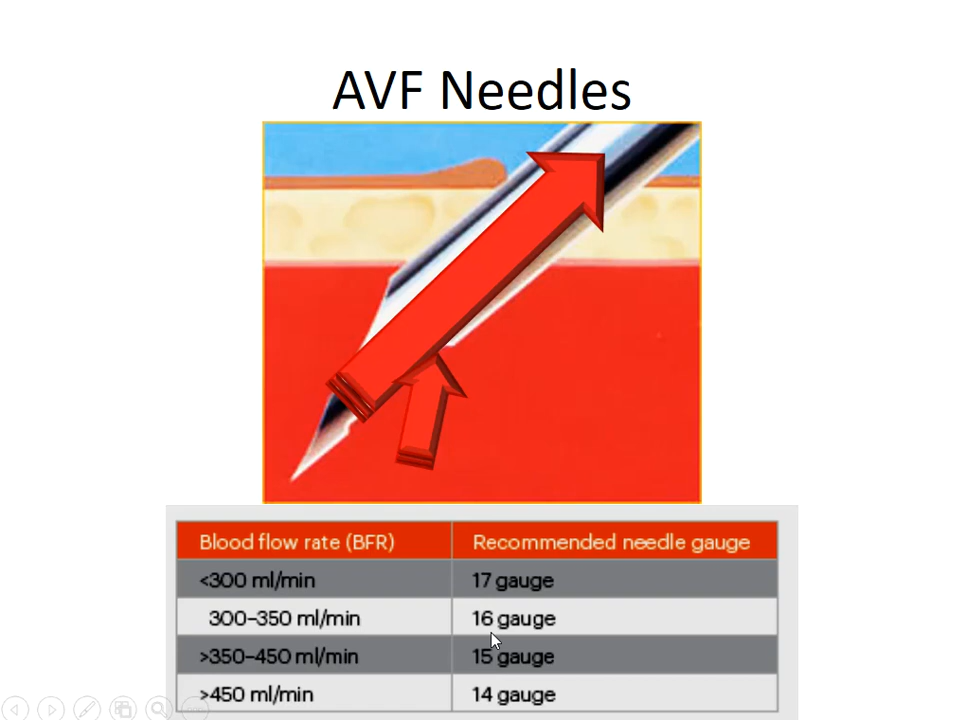 AVF Needles
Blood flow rate (BFR) Recommended needle gauge
<300 ml/min 17 gauge
300–350 ml/min 16 gauge
>350–450 ml/min 15 gauge
>450 ml/min 14 gauge